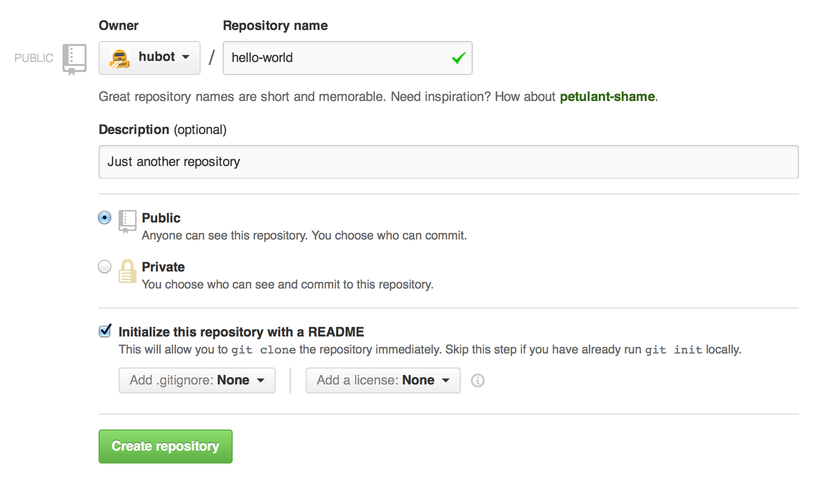 Owner Repository name
PUBLIC hubot / hello-world
Great repository names are short and memorable. Need inspiration? How about petulant-shame.
Description (optional)
Just another repository
Public
Anyone can see this repository. You choose who can commit.
Private
You choose who can see and commit to this repository.
Initialize this repository with a README
This will allow you to git clone the repository immediately. Skip this step if you have already run git init locally.
Add .gitignore: None Add a license: None
Create repository